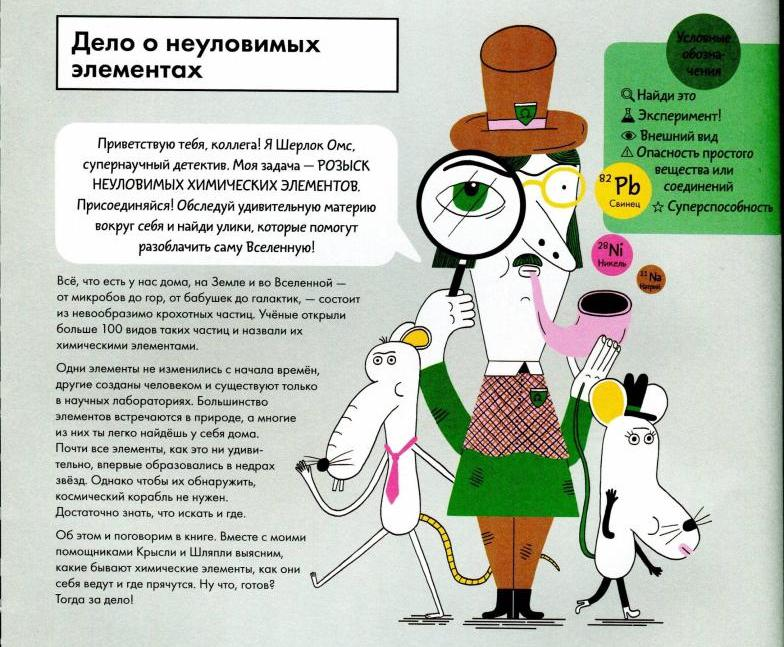 Дело о неуловимых
элементах
Приветствую тебя, коллега! Я Шерлок Омс,
супернаучный детектив. Моя задача — РОЗЫСК
НЕУЛОВИМЫХ ХИМИЧЕСКИХ ЭЛЕМЕНТОВ.
Присоединяйся! Обследуй удивительную материю
вокруг себя и найди улики, которые помогут
разоблачить саму Вселенную!
Всё, что есть у нас дома, на Земле и во Вселенной —
от микробов до гор, от бабушек до галактик, — состоит
из невообразимо крохотных частиц. Учёные открыли
больше 100 видов таких частиц и назвали их
химическими элементами.
Одни элементы не изменились с начала времён,
другие созданы человеком и существуют только
в научных лабораториях. Большинство
элементов встречаются в природе, а многие
из них ты легко найдёшь у себя дома.
Почти все элементы, как это ни удиви-
тельно, впервые образовались в недрах
звёзд. Однако чтобы их обнаружить,
космический корабль не нужен.
Достаточно знать, что искать и где.
Об этом и поговорим в книге. Вместе с моими
помощниками Крысли и Шляпли выясним,
какие бывают химические элементы, как они
себя ведут и где прячутся. Ну что, готов?
Тогда за дело!
Условные
обозна-
чения
Найди это
Эксперимент!
Внешний вид
Опасность простого
вещества или
соединений
Суперспособность
82 Pb
Свинец
28 Ni
Никель
11 Na
Натрий
Ω
Ω